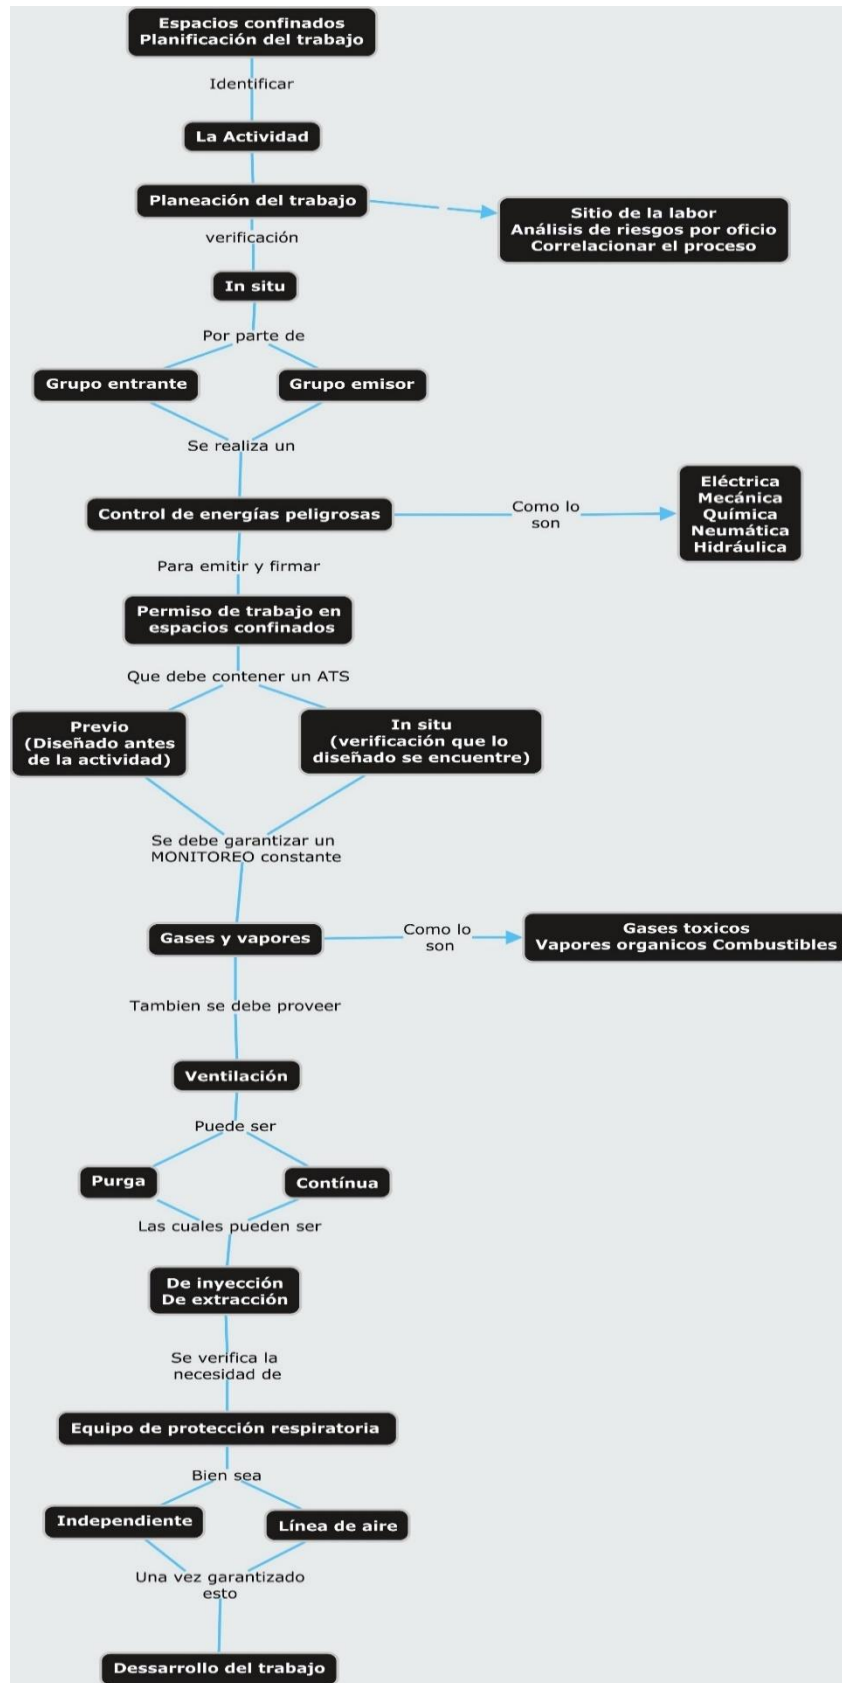 Espacios confinados
Planificación del trabajo
Identificar
La Actividad
Planeación del trabajo
Sitio de la labor
Análisis de riesgos por oficio
Correlacionar el proceso
verificación
In situ
Por parte de
Grupo entrante
Grupo emisor
Se realiza un
Control de energías peligrosas
Como lo
son
Eléctrica
Mecánica
Química
Neumática
Hidráulica
Para emitir y firmar
Permiso de trabajo en
espacios confinados
Que debe contener un ATS
Previo
(Diseñado antes
de la actividad)
In situ
(verificación que lo
diseñado se encuentre)
Se debe garantizar un
MONITOREO constante
Gases y vapores
Como lo
son
Gases toxicos
Vapores organicos Combustibles
Tambien se debe proveer
Ventilación
Puede ser
Purga
Contínua
Las cuales pueden ser
De inyección
De extracción
Se verifica la
necesidad de
Equipo de protección respiratoria
Bien sea
Independiente
Línea de aire
Una vez garantizado
esto
Dessarrollo del trabajo